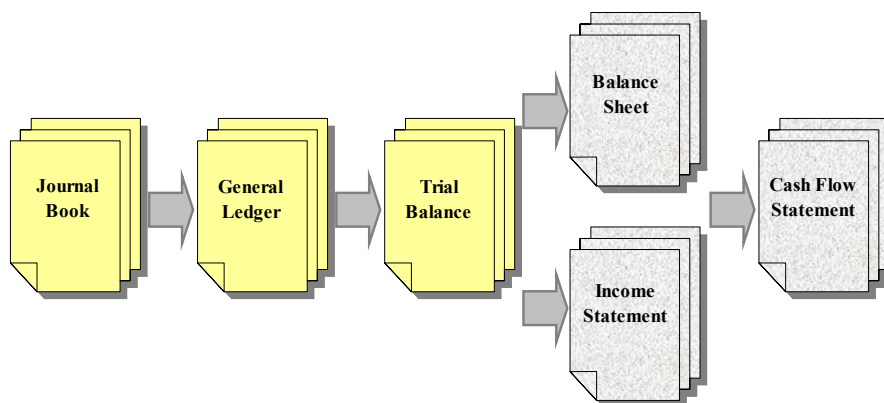 Journal
Book
General
Ledger
Trial
Balance
Balance
Sheet
Income
Statement
Cash Flow
Statement